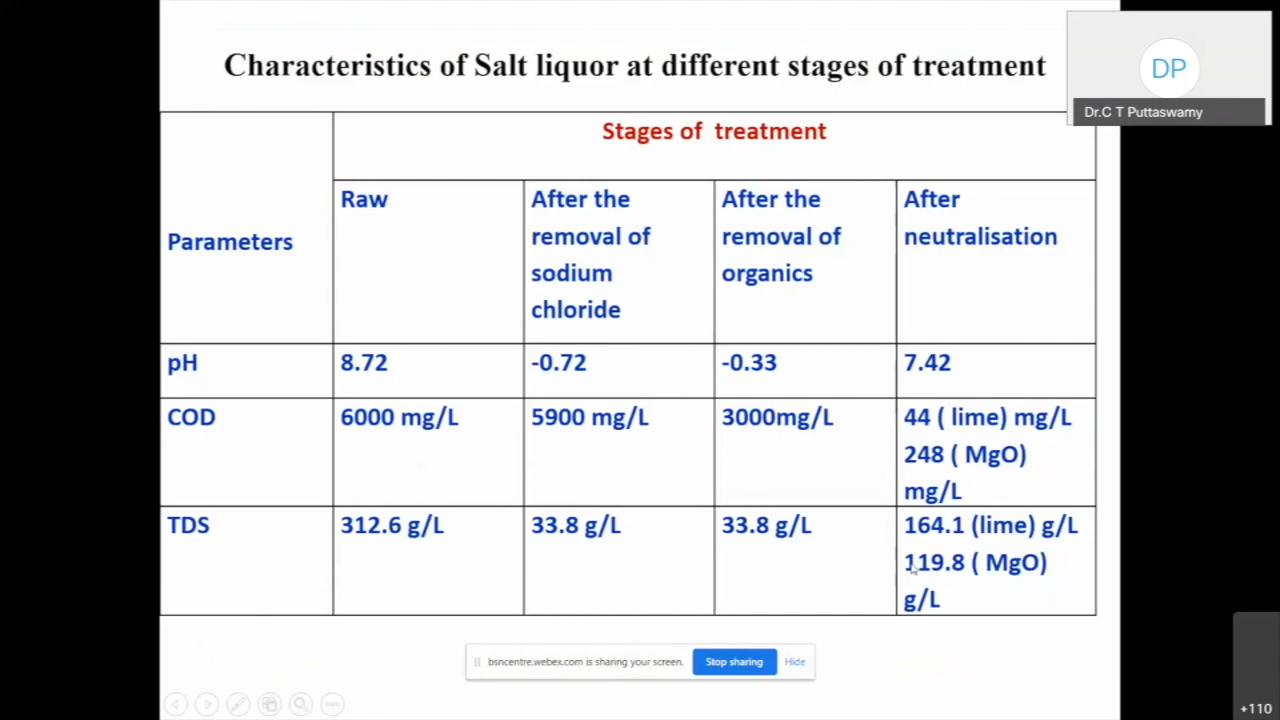 Characteristics of Salt liquor at different stages of treatment
DP
Dr.C T Puttaswamy
Parameters
Stages of treatment
Raw
After the
removal of
sodium
chloride
After the
removal of
organics
After
neutralisation
pH
8.72
-0.72
-0.33
7.42
COD
6000 mg/L
5900 mg/L
3000mg/L
44 ( lime) mg/L
248 ( MgO)
mg/L
TDS
312.6 g/L
33.8 g/L
33.8 g/L
164.1 (lime) g/L
119.8 ( MgO)
g/L
bsncentre.webex.com is sharing your screen.
Stop sharing
Hide
+110